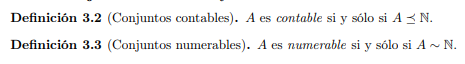 Definición 3.2 (Conjuntos contables). A es contable si y sólo si A ⪯ ℕ.
Definición 3.3 (Conjuntos numerables). A es numerable si y sólo si A ∼ ℕ.